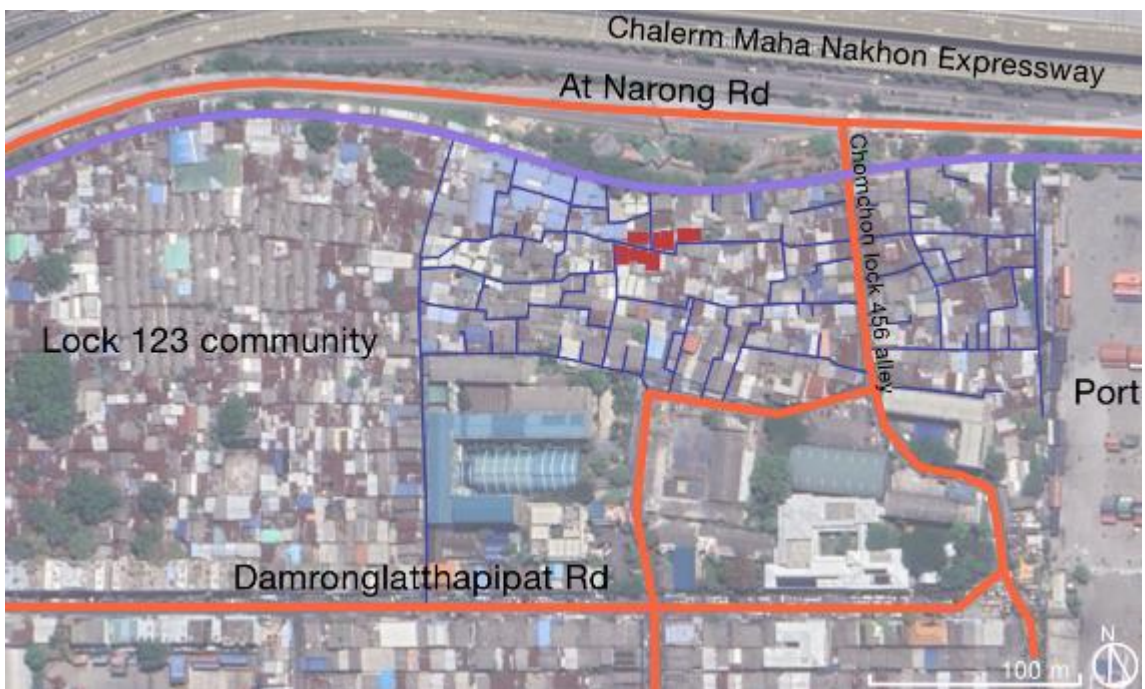 Chalerm Maha Nakhon Expressway
At Narong Rd
Chomchon lock 456 alley
Lock 123 community
Port
Damronglatthapipat Rd
N
100 m